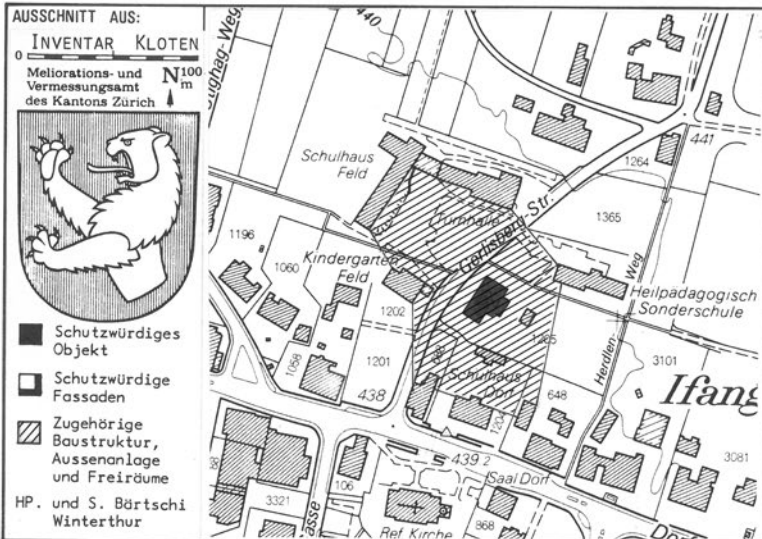 AUSSCHNITT AUS:
INVENTAR KLOTEN
0
100
m
Meliorations- und
Vermessungsamt
des Kantons Zürich
N
Schutzwürdiges
Objekt
Schutzwürdige
Fassaden
Zugehörige
Baustruktur,
Aussenanlage
und Freiräume
HP. und S. Bärtschi
Winterthur
440
441
1264
Schulhaus
Feld
Turnhalle
Gerlisberg-Str.
1365
1196
1060
Kindergarten
Feld
1202
Weg
Heilpädagogisch
Sonderschule
1265
Herdlen-
3101
1201
1058
438
Schulhaus
Dorf
648
Ifang
1204
439.2
3081
Saal Dorf
3321
106
Ref. Kirche
868